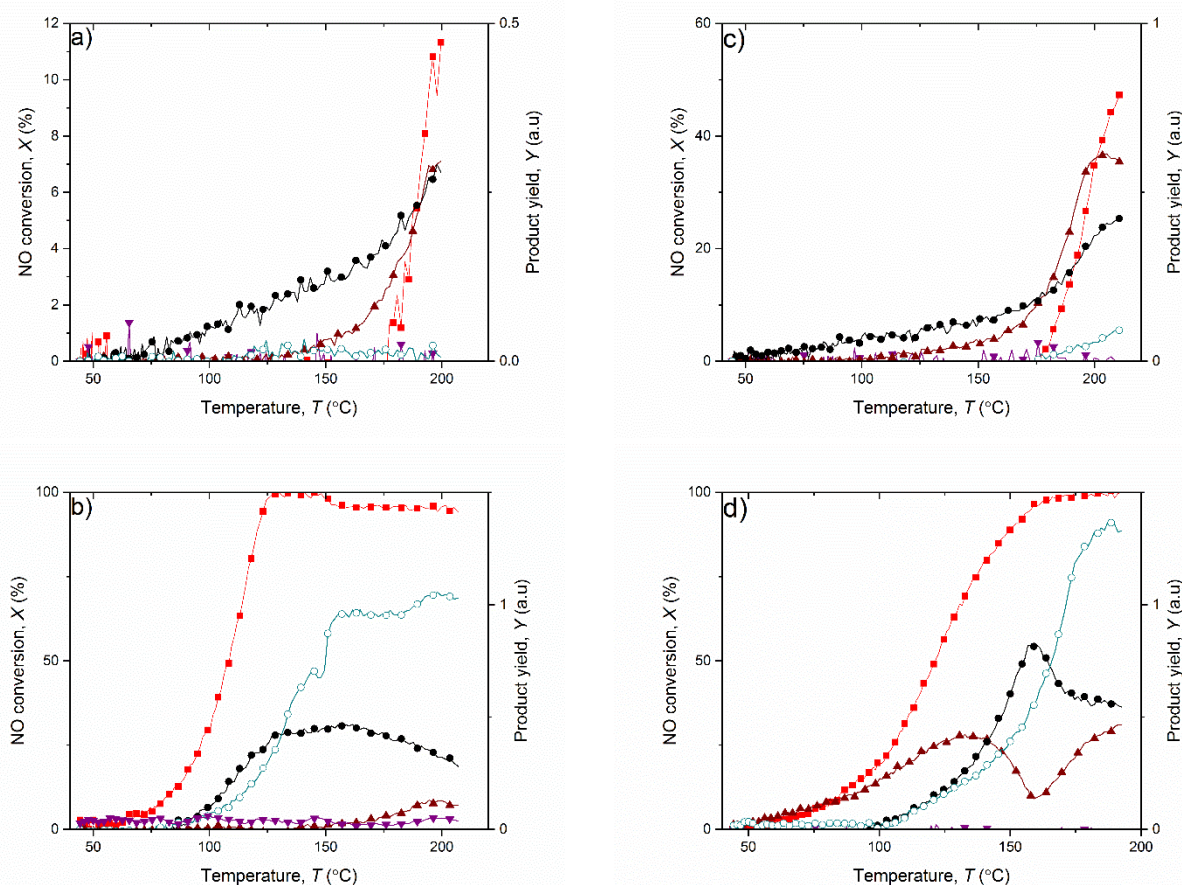 a)
12
10
8
6
4
2
0
NO conversion, X (%)
0.5
0.0
Product yield, Y (a.u)
50 100 150 200
Temperature, T (°C)
c)
60
40
20
0
NO conversion, X (%)
1
0
Product yield, Y (a.u)
50 100 150 200
Temperature, T (°C)
b)
100
50
0
NO conversion, X (%)
1
0
Product yield, Y (a.u)
50 100 150 200
Temperature, T (°C)
d)
100
50
0
NO conversion, X (%)
1
0
Product yield, Y (a.u)
50 100 150 200
Temperature, T (°C)